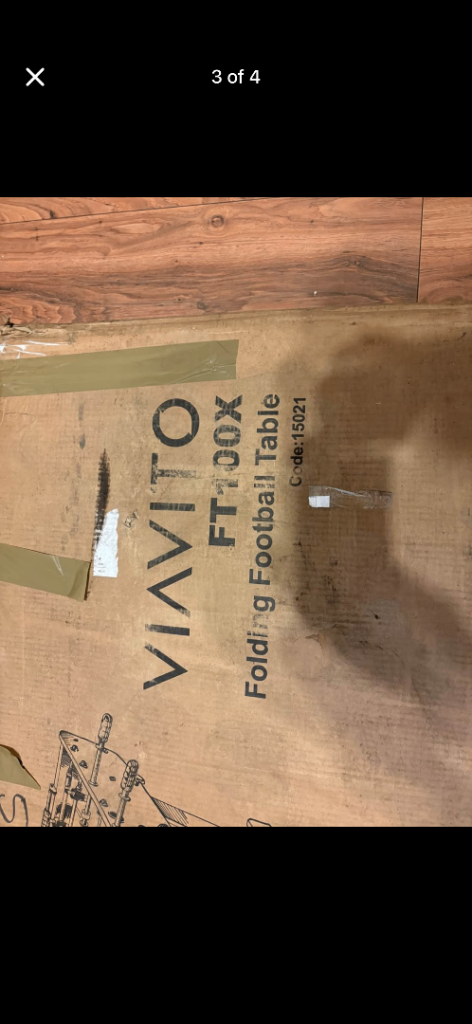 3 of 4
VIAVITO
FT100X
Folding Football Table
Code:15021